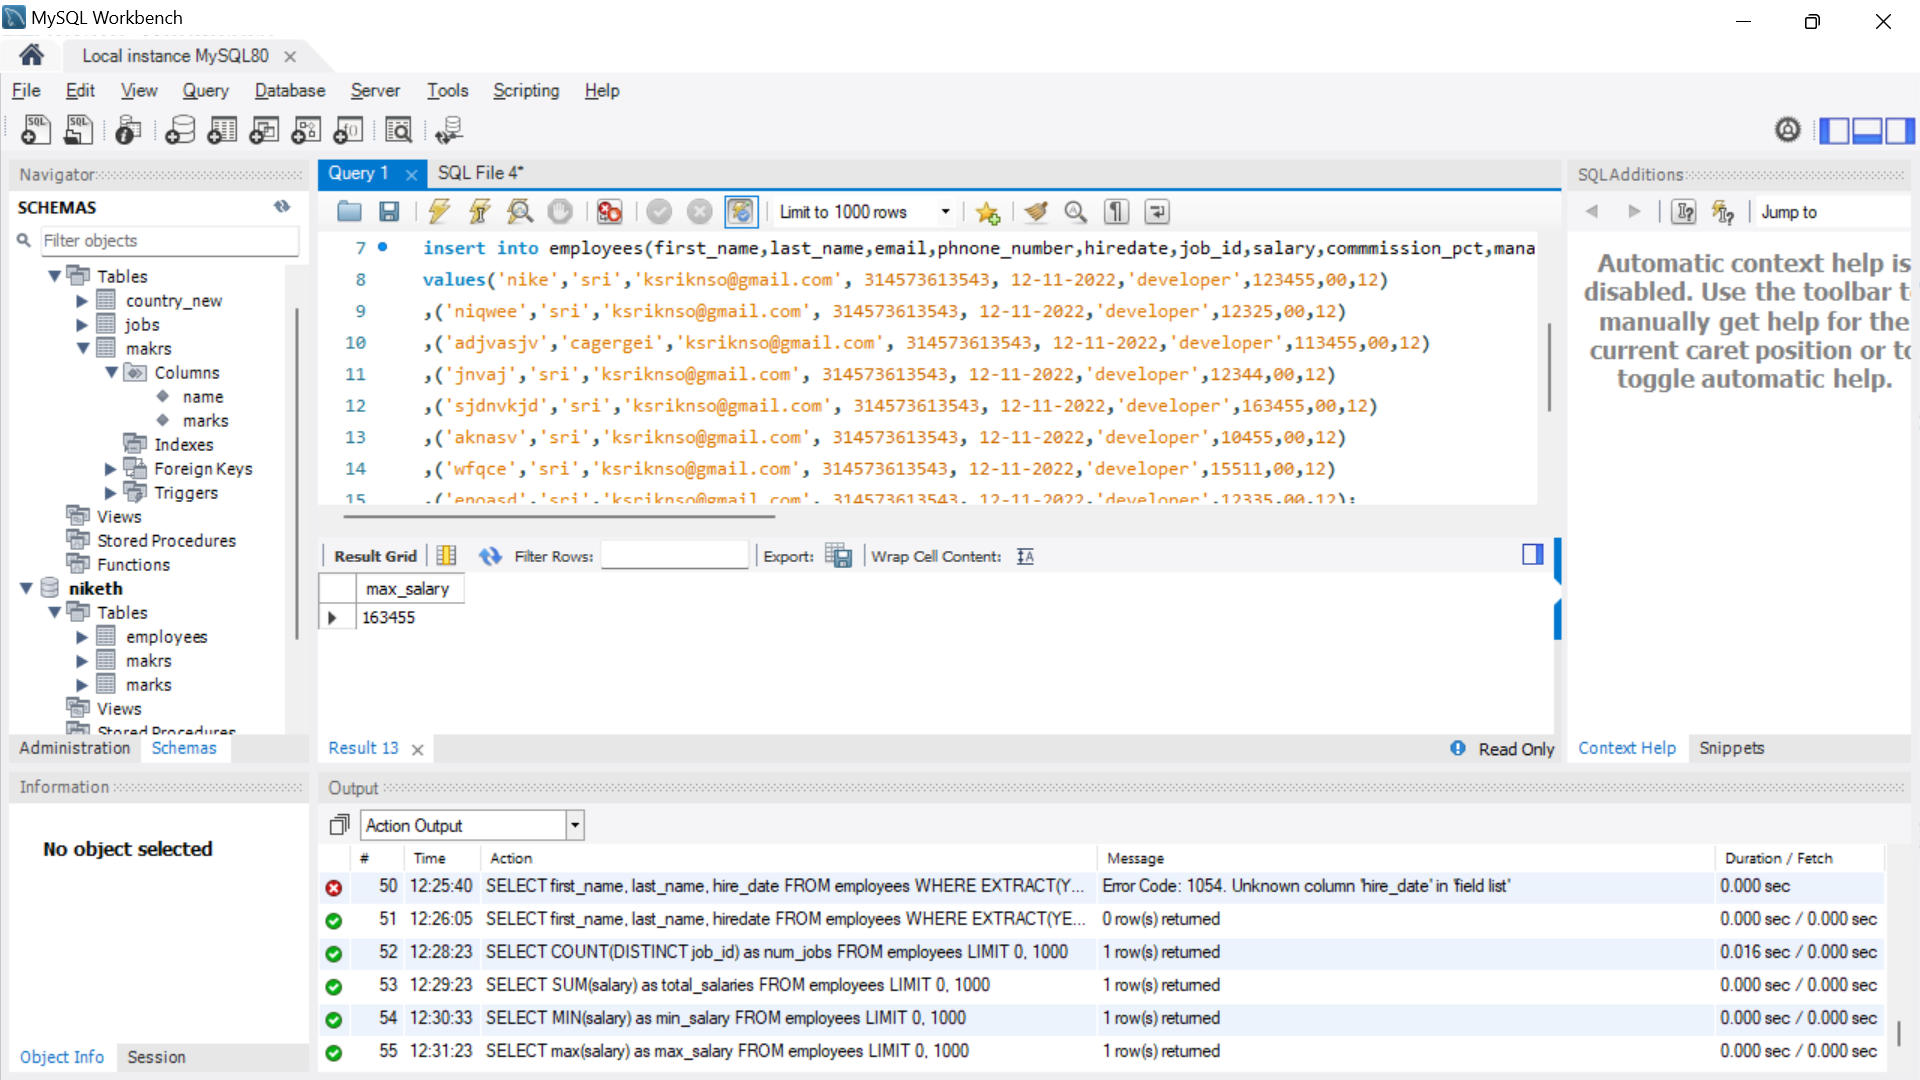 MySQL Workbench
Local instance MySQL80
File Edit View Query Database Server Tools Scripting Help
Navigator
SCHEMAS
Filter objects
Tables
country_new
jobs
makrs
Columns
name
marks
Indexes
Foreign Keys
Triggers
Views
Stored Procedures
Functions
niketh
Tables
employees
makrs
marks
Views
Stored Procedures
Administration Schemas
Information
No object selected
Object Info Session
Query 1 SQL File 4*
Limit to 1000 rows
7 insert into employees(first_name,last_name,email,phnone_number,hiredate,job_id,salary,commmission_pct,mana
8 values('nike','sri','ksriknso@gmail.com', 314573613543, 12-11-2022,'developer',123455,00,12)
9 ,('niqwee','sri','ksriknso@gmail.com', 314573613543, 12-11-2022,'developer',12325,00,12)
10 ,('adjvasjv','cagergei','ksriknso@gmail.com', 314573613543, 12-11-2022,'developer',113455,00,12)
11 ,('jnvaj','sri','ksriknso@gmail.com', 314573613543, 12-11-2022,'developer',12344,00,12)
12 ,('sjdnvkjd','sri','ksriknso@gmail.com', 314573613543, 12-11-2022,'developer',163455,00,12)
13 ,('aknasv','sri','ksriknso@gmail.com', 314573613543, 12-11-2022,'developer',10455,00,12)
14 ,('wfqce','sri','ksriknso@gmail.com', 314573613543, 12-11-2022,'developer',15511,00,12)
15 ,('enoasd','sri','ksriknso@gmail.com', 314573613543, 12-11-2022,'developer',12335,00,12);
Result Grid Filter Rows: Export: Wrap Cell Content:
max_salary
163455
Result 13 Read Only
SQLAdditions
Jump to
Automatic context help is
disabled. Use the toolbar t
manually get help for the
current caret position or to
toggle automatic help.
Context Help Snippets
Output
Action Output
# Time Action Message Duration / Fetch
50 12:25:40 SELECT first_name, last_name, hire_date FROM employees WHERE EXTRACT(Y... Error Code: 1054. Unknown column 'hire_date' in 'field list' 0.000 sec
51 12:26:05 SELECT first_name, last_name, hiredate FROM employees WHERE EXTRACT(YE... 0 row(s) returned 0.000 sec / 0.000 sec
52 12:28:23 SELECT COUNT(DISTINCT job_id) as num_jobs FROM employees LIMIT 0, 1000 1 row(s) returned 0.016 sec / 0.000 sec
53 12:29:23 SELECT SUM(salary) as total_salaries FROM employees LIMIT 0, 1000 1 row(s) returned 0.000 sec / 0.000 sec
54 12:30:33 SELECT MIN(salary) as min_salary FROM employees LIMIT 0, 1000 1 row(s) returned 0.000 sec / 0.000 sec
55 12:31:23 SELECT max(salary) as max_salary FROM employees LIMIT 0, 1000 1 row(s) returned 0.000 sec / 0.000 sec